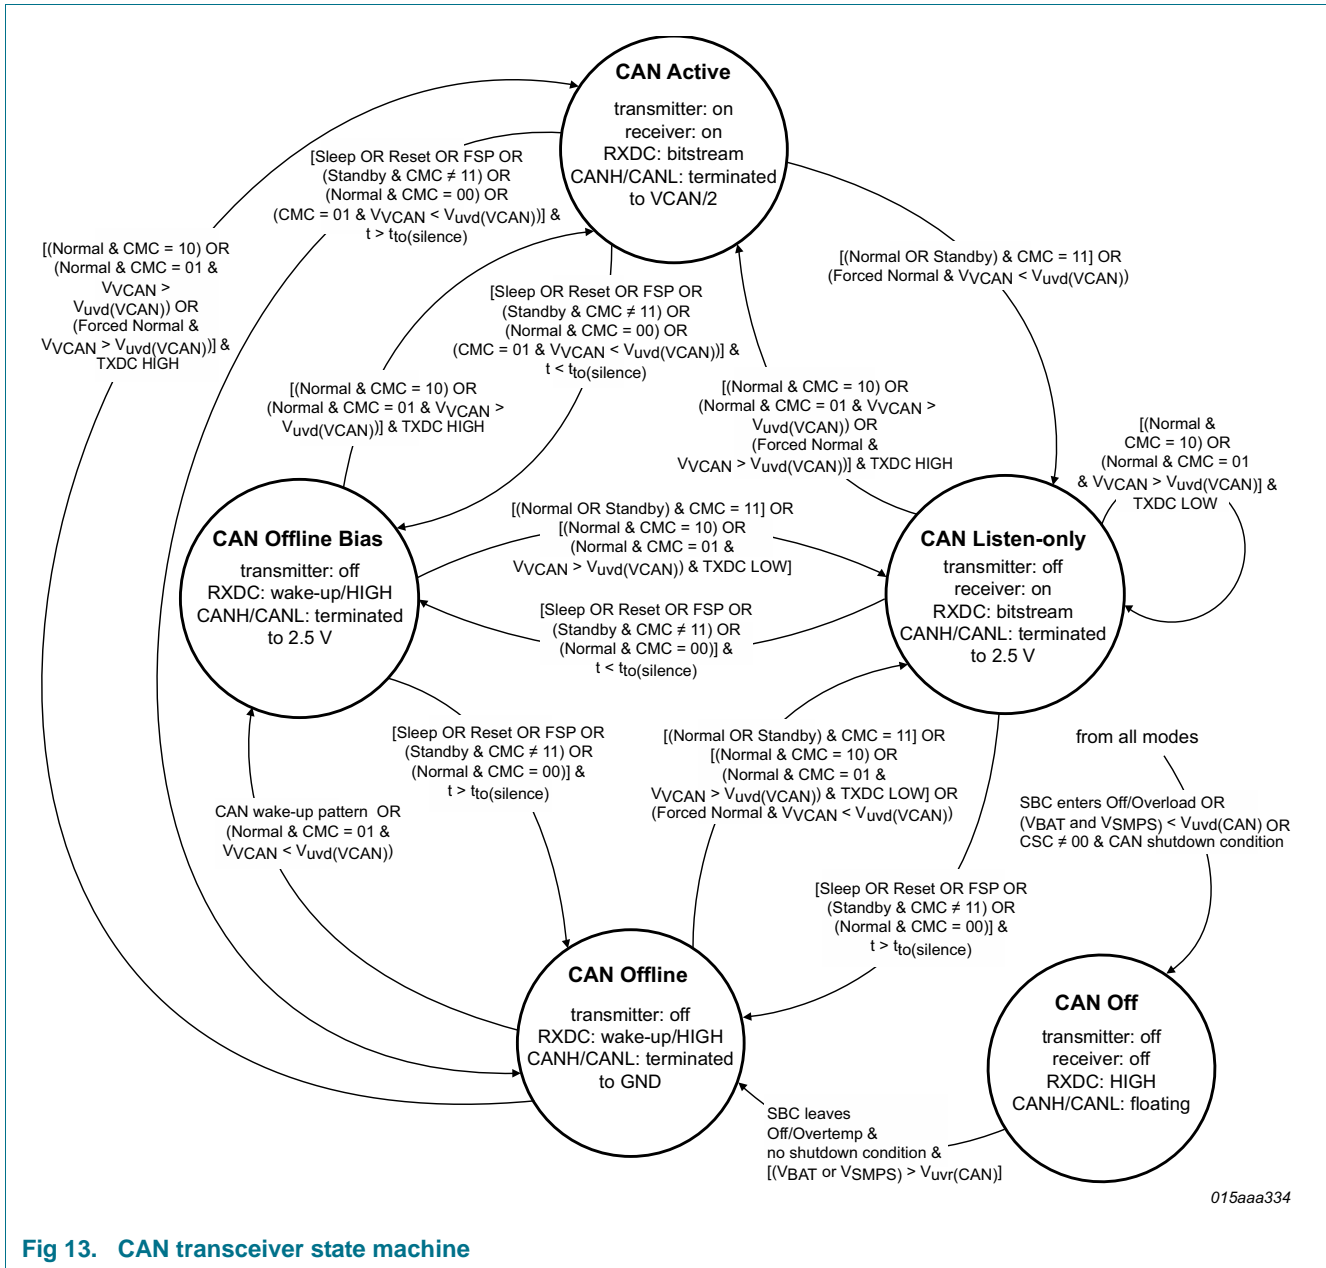 CAN Active
transmitter: on
receiver: on
RXDC: bitstream
CANH/CANL: terminated
to VCAN/2
[Sleep OR Reset OR FSP OR
(Standby & CMC ≠ 11) OR
(Normal & CMC = 00) OR
(CMC = 01 & VVCAN < Vuvd(VCAN))] &
t > tto(silence)
[(Normal & CMC = 10) OR
(Normal & CMC = 01 &
VVCAN >
Vuvd(VCAN)) OR
(Forced Normal &
VVCAN > Vuvd(VCAN))] &
TXDC HIGH
[(Normal OR Standby) & CMC = 11] OR
(Forced Normal & VVCAN < Vuvd(VCAN))
[Sleep OR Reset OR FSP OR
(Standby & CMC ≠ 11) OR
(Normal & CMC = 00) OR
(CMC = 01 & VVCAN < Vuvd(VCAN))] &
t < tto(silence)
[(Normal & CMC = 10) OR
(Normal & CMC = 01 & VVCAN >
Vuvd(VCAN))] & TXDC HIGH
[(Normal & CMC = 10) OR
(Normal & CMC = 01 & VVCAN >
Vuvd(VCAN)) OR
(Forced Normal &
VVCAN > Vuvd(VCAN))] & TXDC HIGH
[(Normal &
CMC = 10) OR
(Normal & CMC = 01
& VVCAN > Vuvd(VCAN)] &
TXDC LOW
CAN Offline Bias
transmitter: off
RXDC: wake-up/HIGH
CANH/CANL: terminated
to 2.5 V
[(Normal OR Standby) & CMC = 11] OR
[(Normal & CMC = 10) OR
(Normal & CMC = 01 &
VVCAN > Vuvd(VCAN)) & TXDC LOW]
CAN Listen-only
transmitter: off
receiver: on
RXDC: bitstream
CANH/CANL: terminated
to 2.5 V
[Sleep OR Reset OR FSP OR
(Standby & CMC ≠ 11) OR
(Normal & CMC = 00)] &
t < tto(silence)
[Sleep OR Reset OR FSP OR
(Standby & CMC ≠ 11) OR
(Normal & CMC = 00)] &
t > tto(silence)
[(Normal OR Standby) & CMC = 11] OR
[(Normal & CMC = 10) OR
(Normal & CMC = 01 &
VVCAN > Vuvd(VCAN)) & TXDC LOW] OR
(Forced Normal & VVCAN < Vuvd(VCAN))
from all modes
SBC enters Off/Overload OR
(VBAT and VSMPS) < Vuvd(CAN) OR
CSC ≠ 00 & CAN shutdown condition
CAN wake-up pattern OR
(Normal & CMC = 01 &
VVCAN < Vuvd(VCAN))
[Sleep OR Reset OR FSP OR
(Standby & CMC ≠ 11) OR
(Normal & CMC = 00)] &
t > tto(silence)
CAN Offline
transmitter: off
RXDC: wake-up/HIGH
CANH/CANL: terminated
to GND
CAN Off
transmitter: off
receiver: off
RXDC: HIGH
CANH/CANL: floating
SBC leaves
Off/Overtemp &
no shutdown condition &
[(VBAT or VSMPS) > Vuvr(CAN)]
015aaa334
Fig 13. CAN transceiver state machine